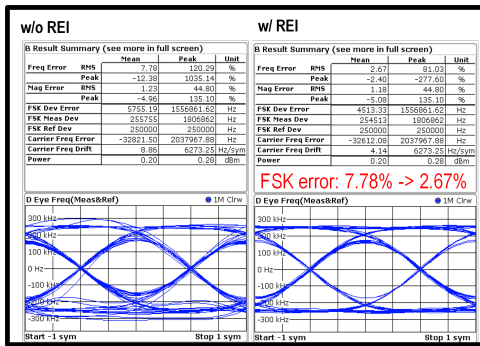 w/o REI
B Result Summary (see more in full screen)
Mean Peak Unit
Freq Error RMS 7.78 120.29 %
Peak -12.38 1035.14 %
Mag Error RMS 1.23 44.80 %
Peak -4.96 135.10 %
FSK Dev Error 5755.19 1556861.62 Hz
FSK Meas Dev 255755 1806862 Hz
FSK Ref Dev 250000 250000 Hz
Carrier Freq Error -32821.50 2037967.88 Hz
Carrier Freq Drift 8.86 6273.25 Hz/sym
Power 0.20 0.28 dBm
D Eye Freq(Meas&Ref) 1M Clrw
300 kHz
200 kHz
100 kHz
0 Hz
-100 kHz
-200 kHz
-300 kHz
Start -1 sym Stop 1 sym
w/ REI
B Result Summary (see more in full screen)
Mean Peak Unit
Freq Error RMS 2.67 81.03 %
Peak -2.40 -277.60 %
Mag Error RMS 1.18 44.80 %
Peak -5.08 135.10 %
FSK Dev Error 4513.33 1556861.62 Hz
FSK Meas Dev 254513 1806862 Hz
FSK Ref Dev 250000 250000 Hz
Carrier Freq Error -32612.08 2037967.88 Hz
Carrier Freq Drift 4.14 6273.25 Hz/sym
Power 0.20 0.28 dBm
FSK error: 7.78% -> 2.67%
D Eye Freq(Meas&Ref) 1M Clrw
300 kHz
200 kHz
100 kHz
0 Hz
-100 kHz
-200 kHz
-300 kHz
Start -1 sym Stop 1 sym